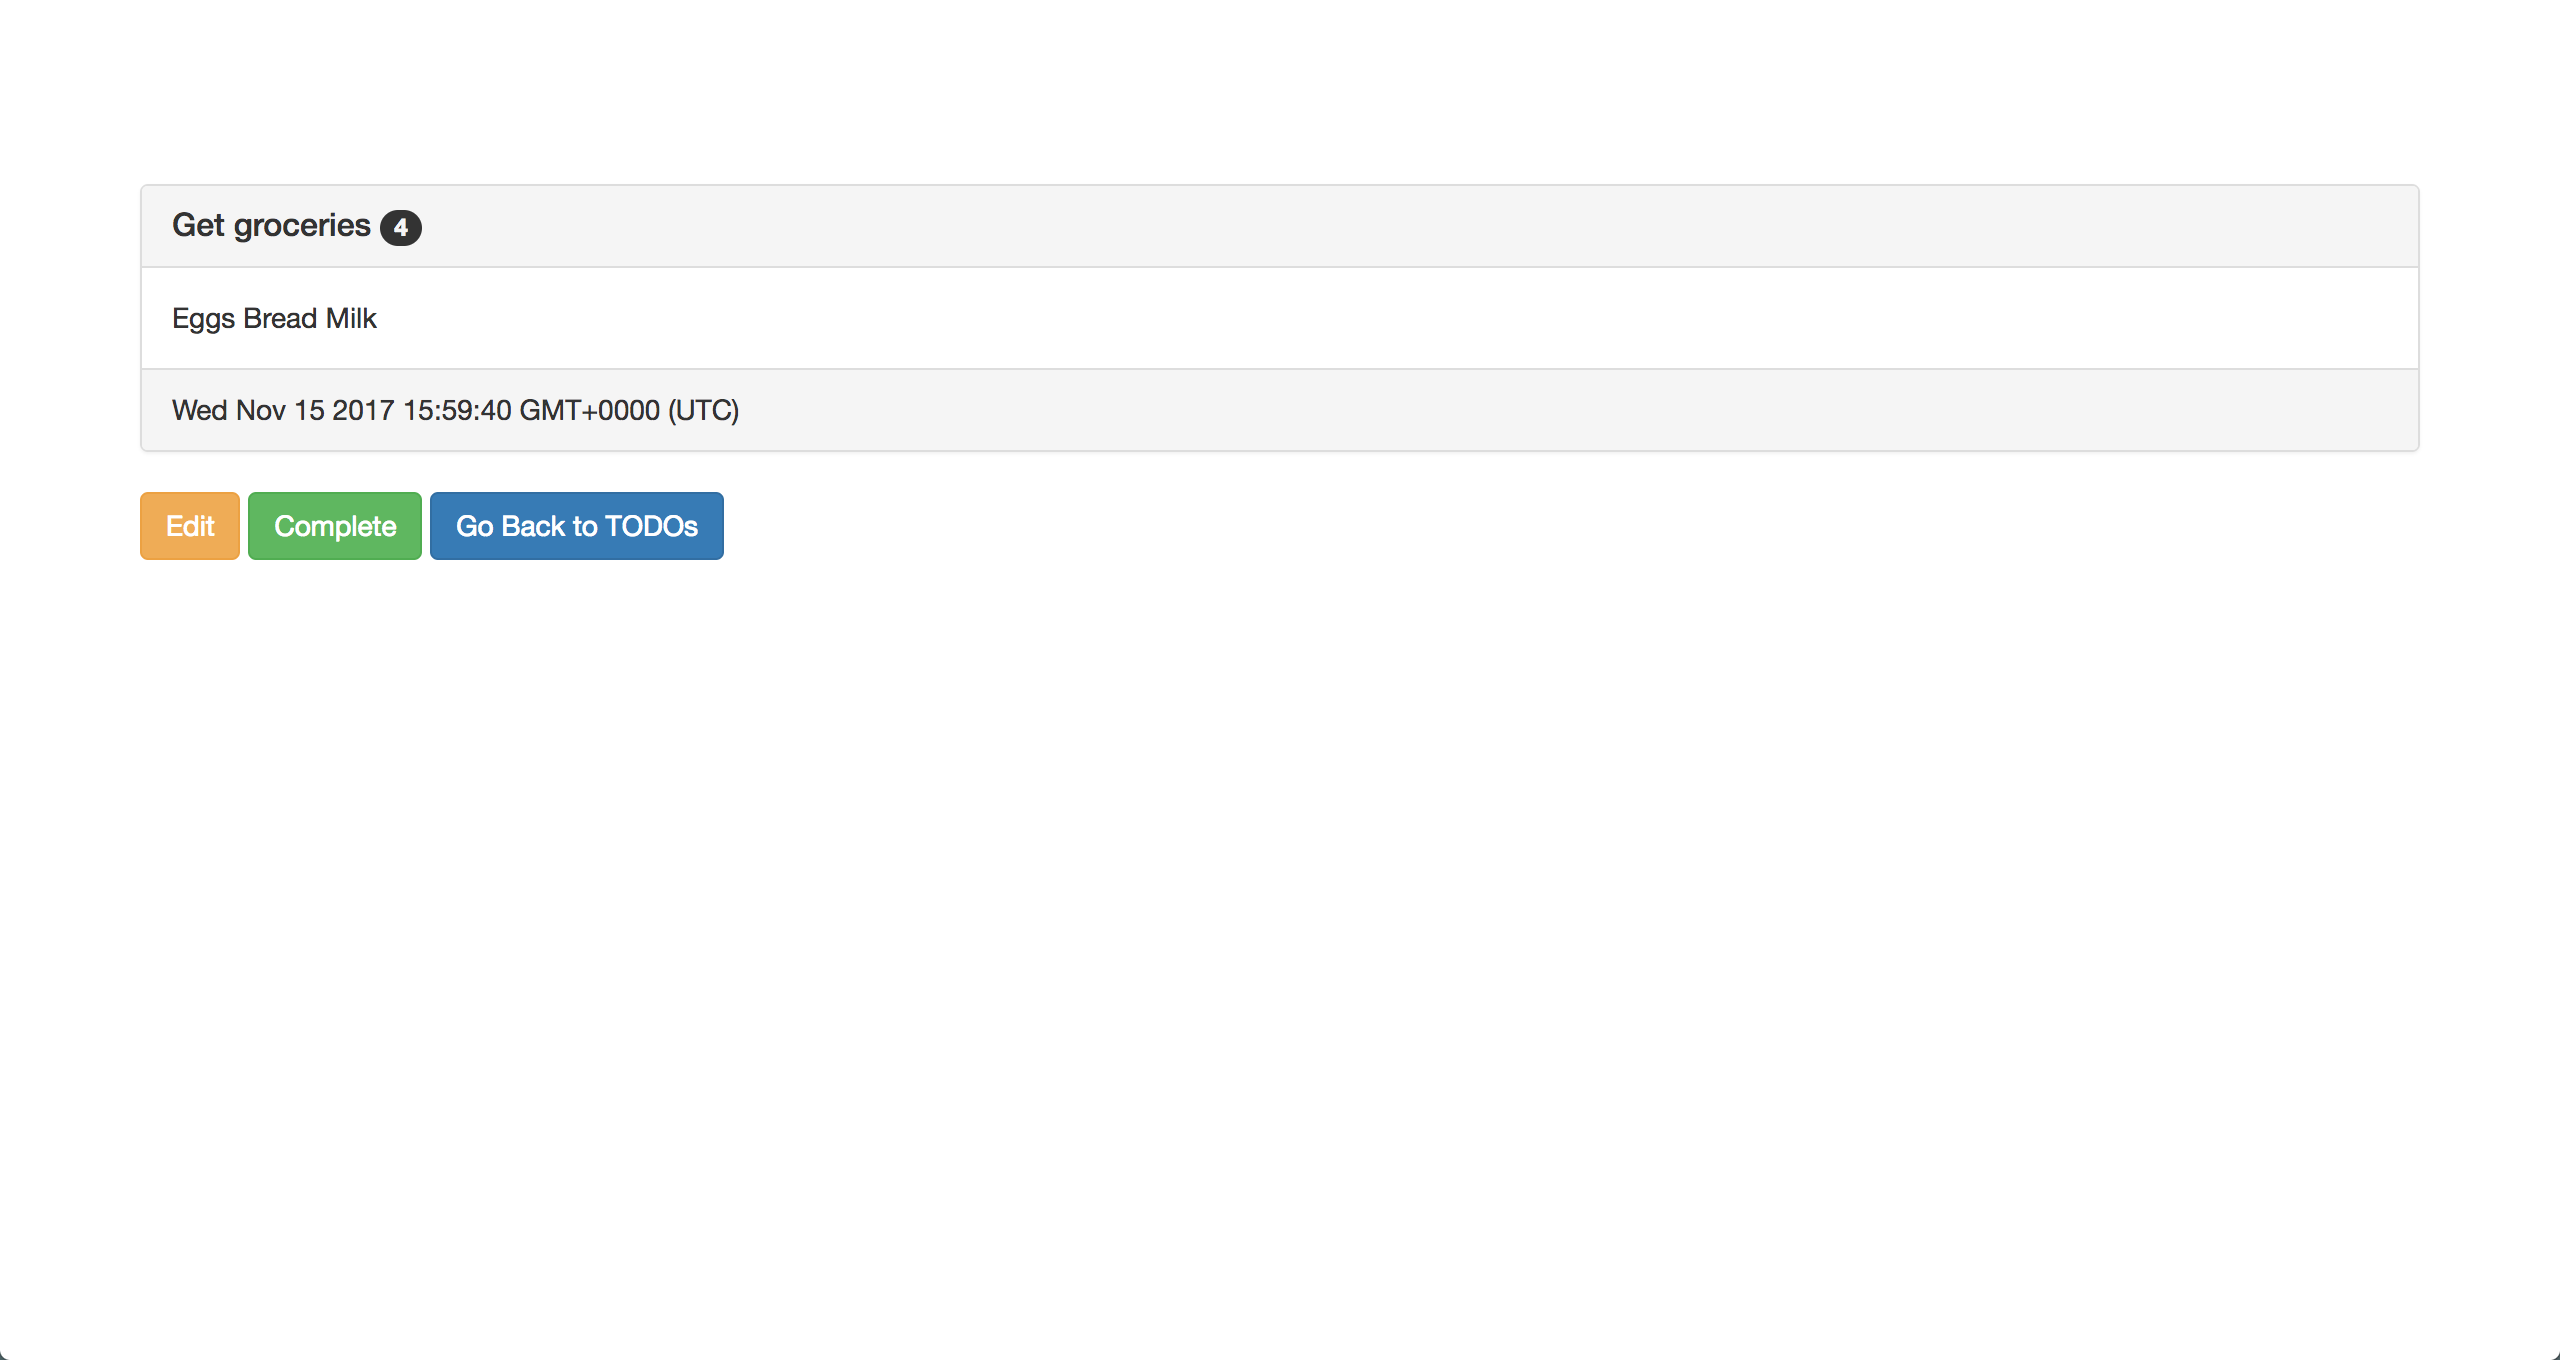 Get groceries 4
Eggs Bread Milk
Wed Nov 15 2017 15:59:40 GMT+0000 (UTC)
Edit Complete Go Back to TODOs